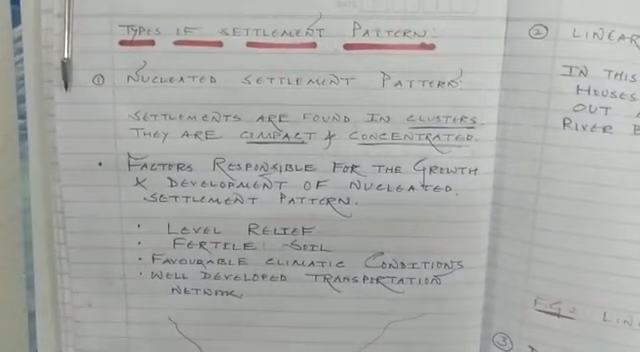 TYPES OF SETTLEMENT PATTERN:
① NUCLEATED SETTLEMENT PATTERN:
SETTLEMENTS ARE FOUND IN CLUSTERS.
THEY ARE COMPACT & CONCENTRATED.
• FACTORS RESPONSIBLE FOR THE GROWTH
& DEVELOPMENT OF NUCLEATED
SETTLEMENT PATTERN.
• LEVEL RELIEF
• FERTILE SOIL
• FAVOURABLE CLIMATIC CONDITIONS
• WELL DEVELOPED TRANSPORTATION
NETWORK
② LINEAR
IN THIS
HOUSES
OUT
RIVER
FIG 2 LIN
③